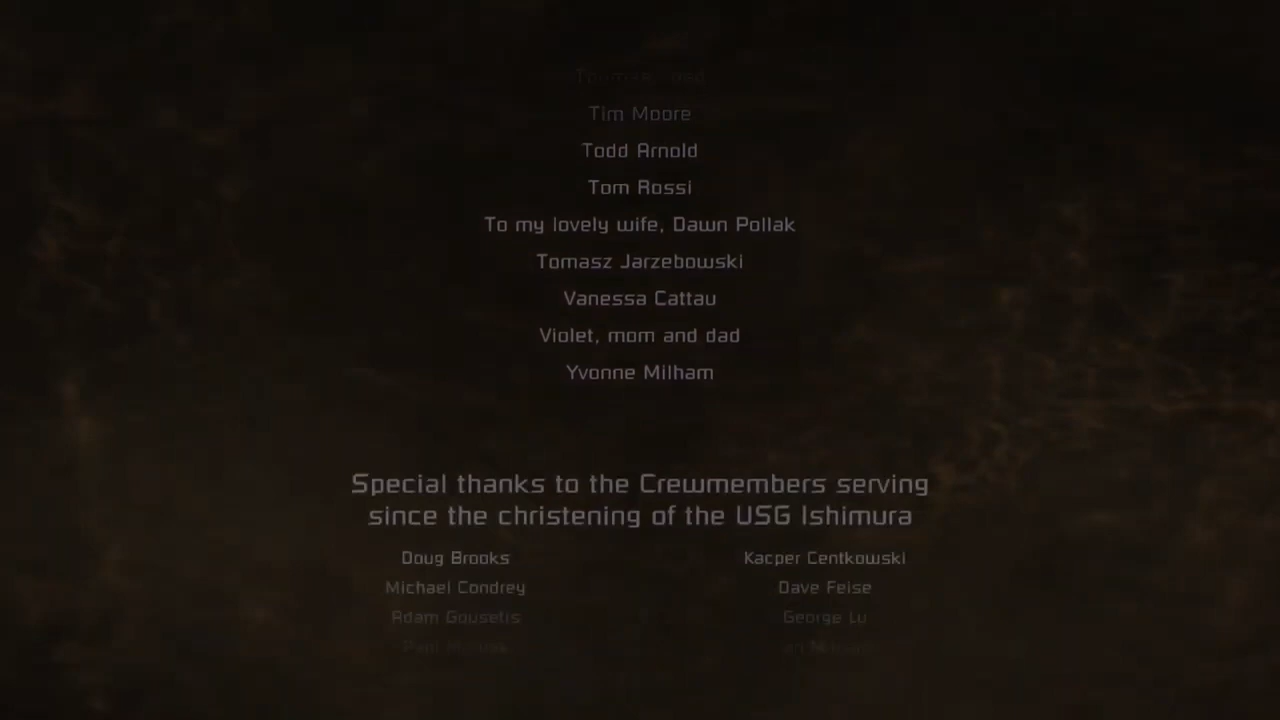 Tim Moore
Todd Arnold
Tom Rossi
To my lovely wife, Dawn Pollak
Tomasz Jarzebowski
Vanessa Cattau
Violet, mom and dad
Yvonne Milham
Special thanks to the Crewmembers serving
since the christening of the USG Ishimura
Doug Brooks
Kacper Centkowski
Michael Condrey
Dave Feise
Adam Gousetis
George Lu